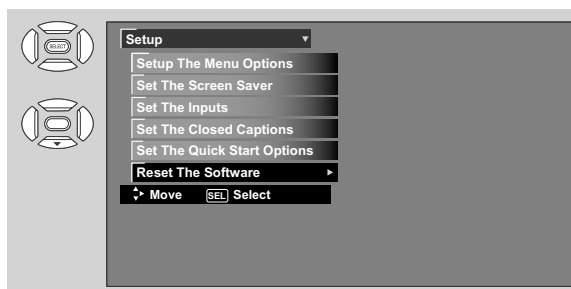 SELECT
Setup
Setup The Menu Options
Set The Screen Saver
Set The Inputs
Set The Closed Captions
Set The Quick Start Options
Reset The Software
Move SEL Select